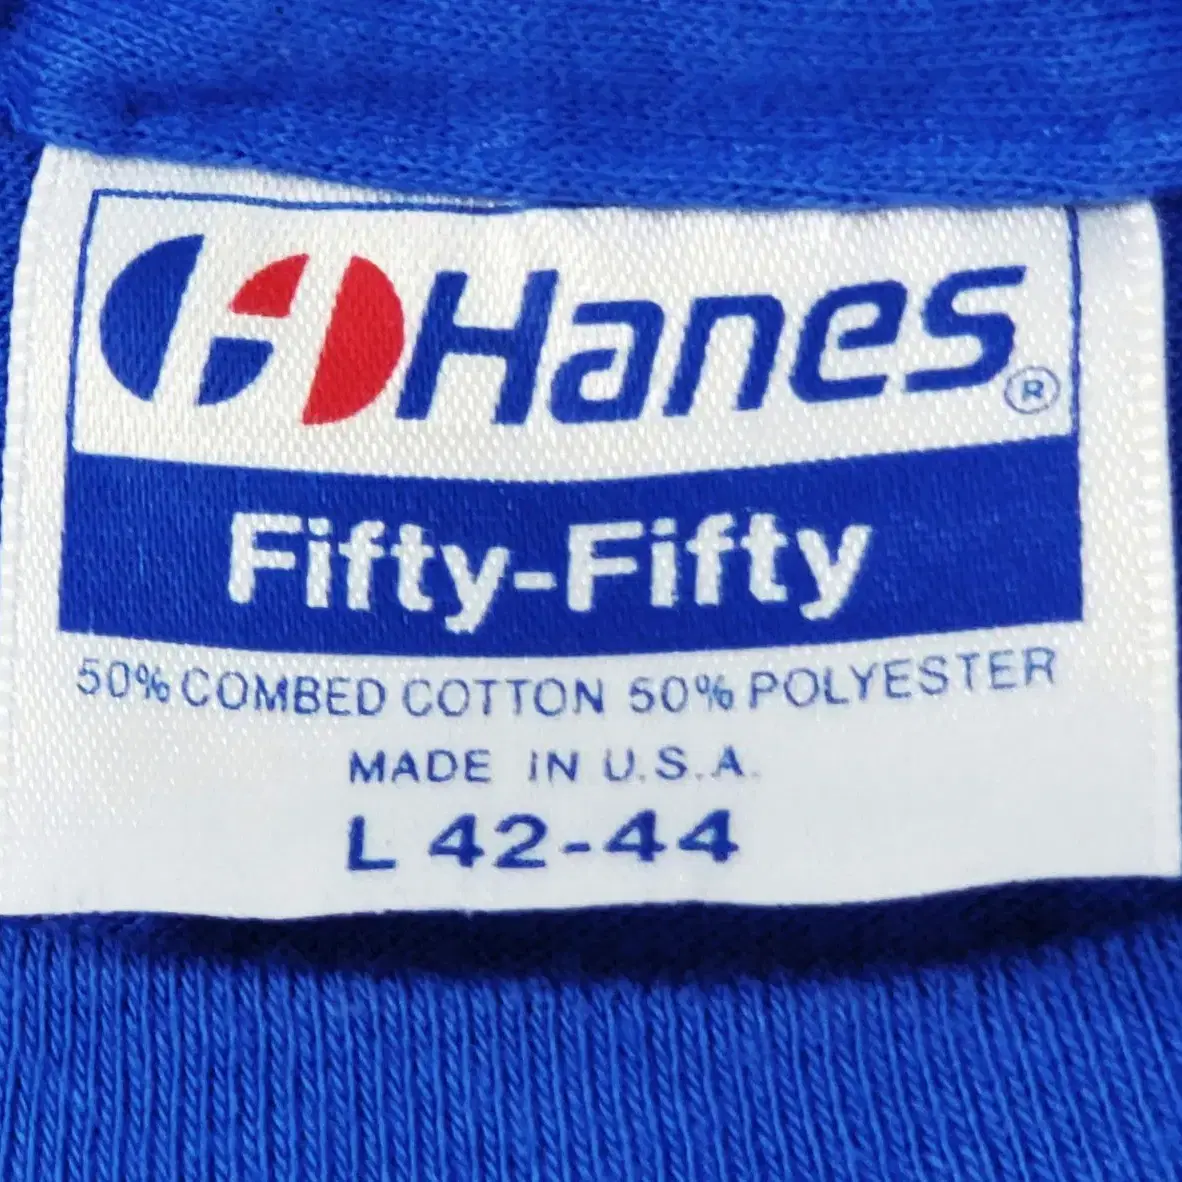 Hanes®
Fifty-Fifty
50% COMBED COTTON 50% POLYESTER
MADE IN U.S.A.
L 42-44